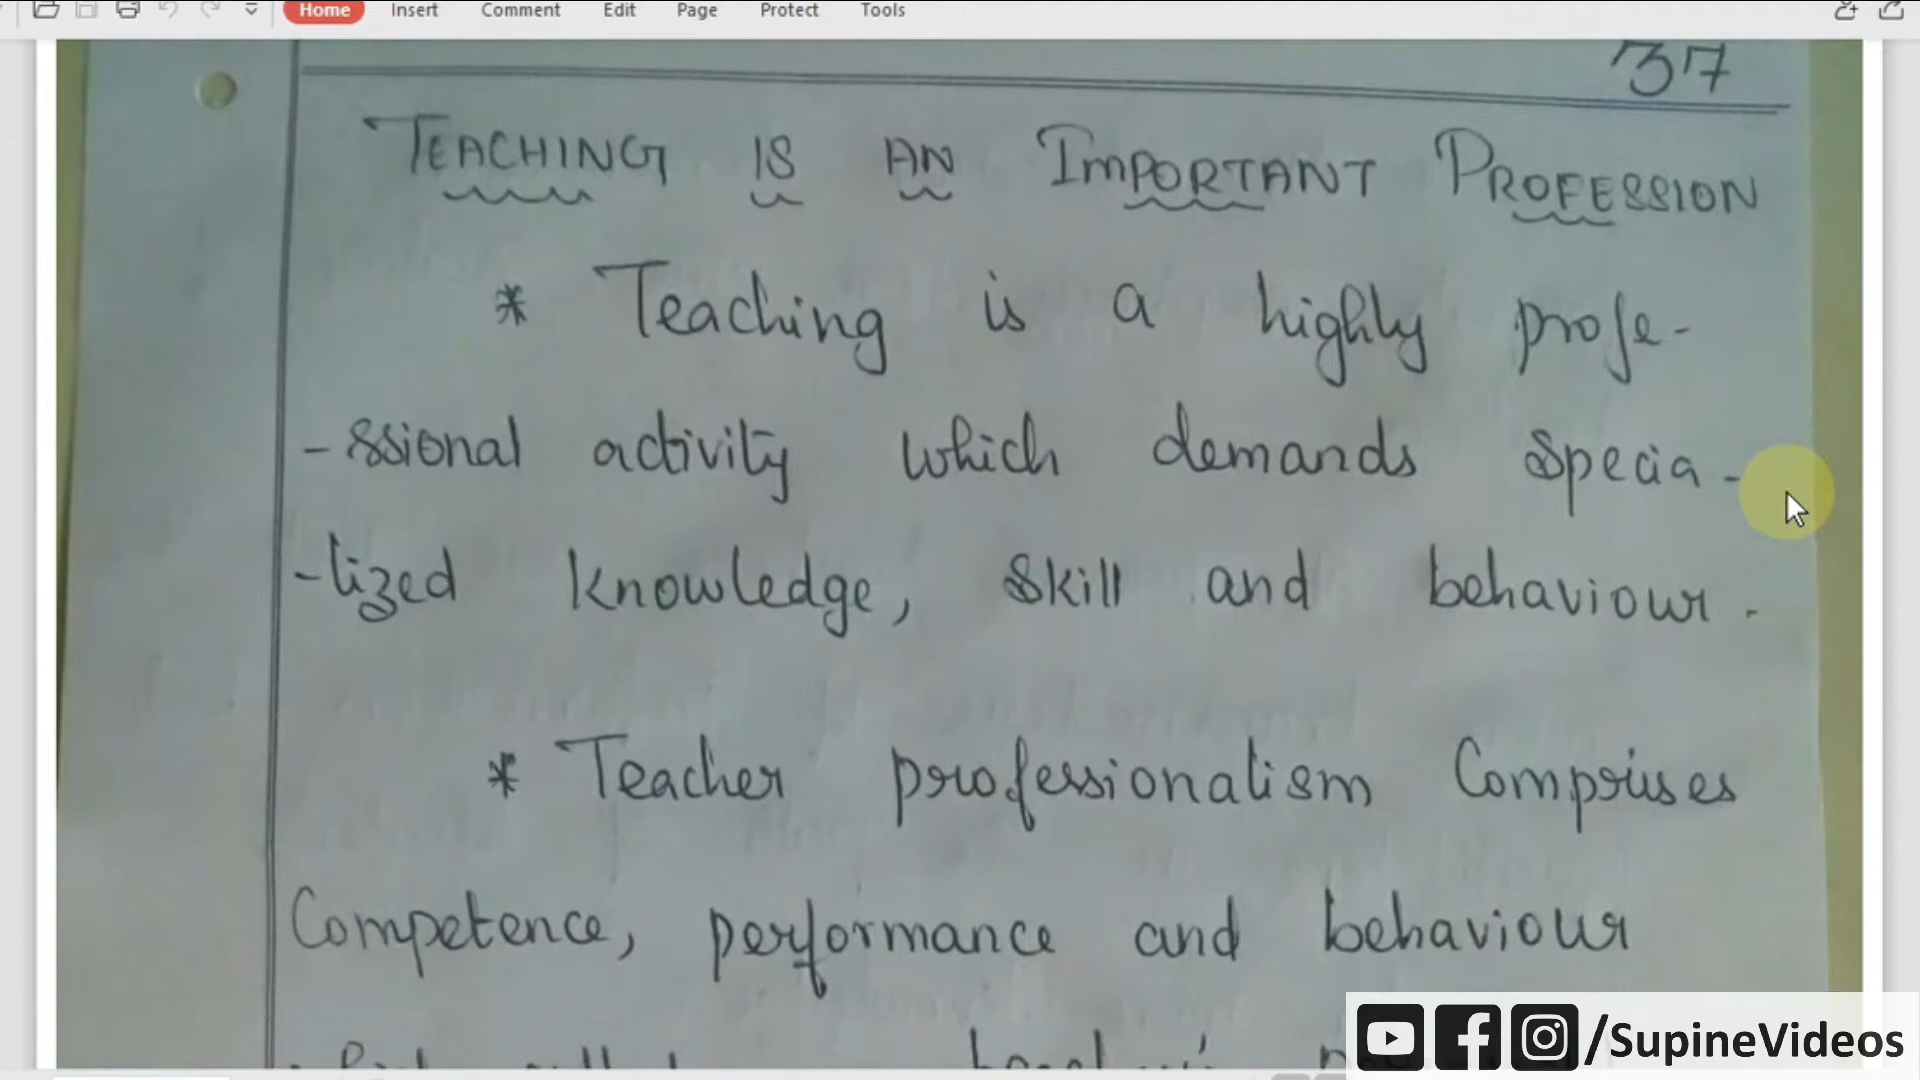 Home Insert Comment Edit Page Protect Tools
37
TEACHING IS AN IMPORTANT PROFESSION
* Teaching is a highly profe-
-ssional activity which demands specia-
-lized knowledge, skill and behaviour.
* Teacher professionalism Comprises
Competence, performance and behaviour
/SupineVideos